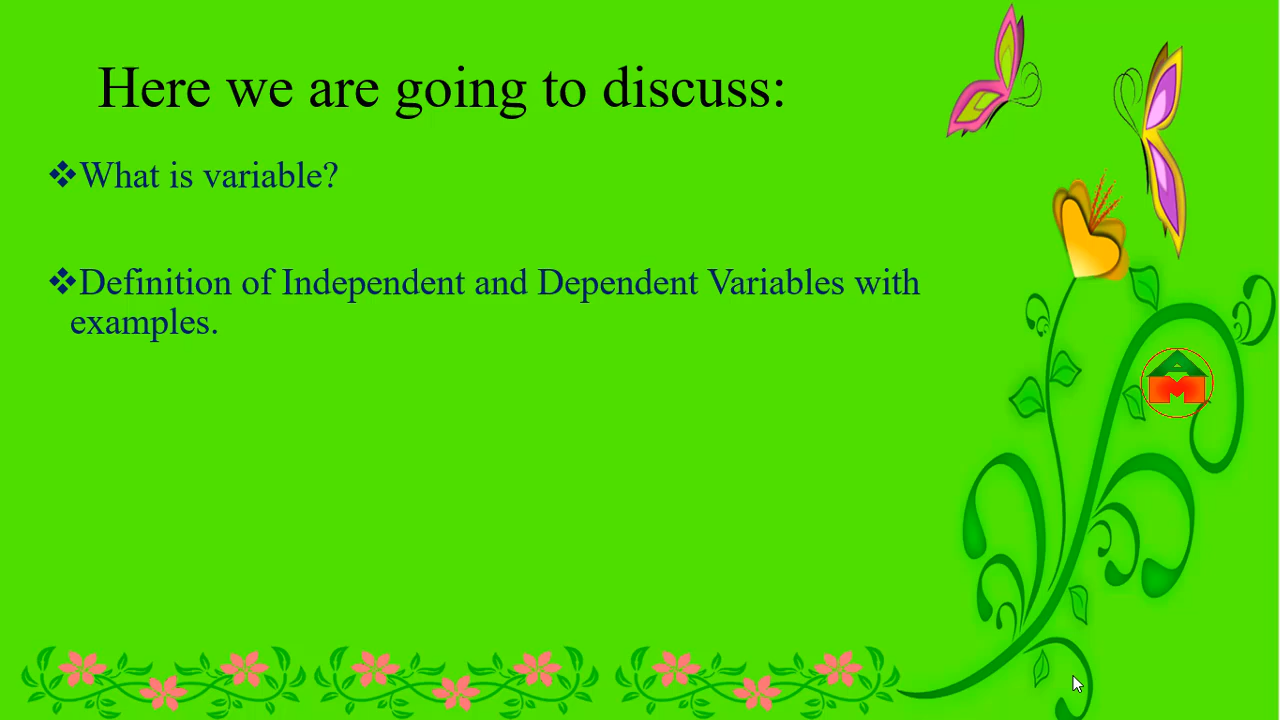 Here we are going to discuss:
❖What is variable?
❖Definition of Independent and Dependent Variables with
examples.